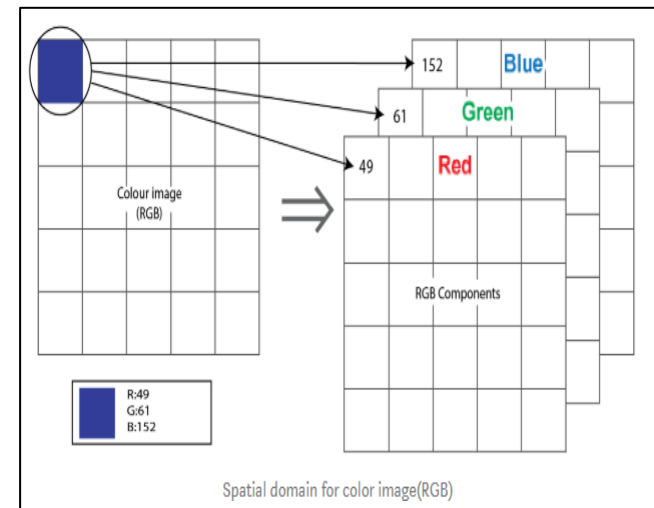 152 Blue
61 Green
49 Red
Colour image
(RGB)
RGB Components
R:49
G:61
B:152
Spatial domain for color image(RGB)